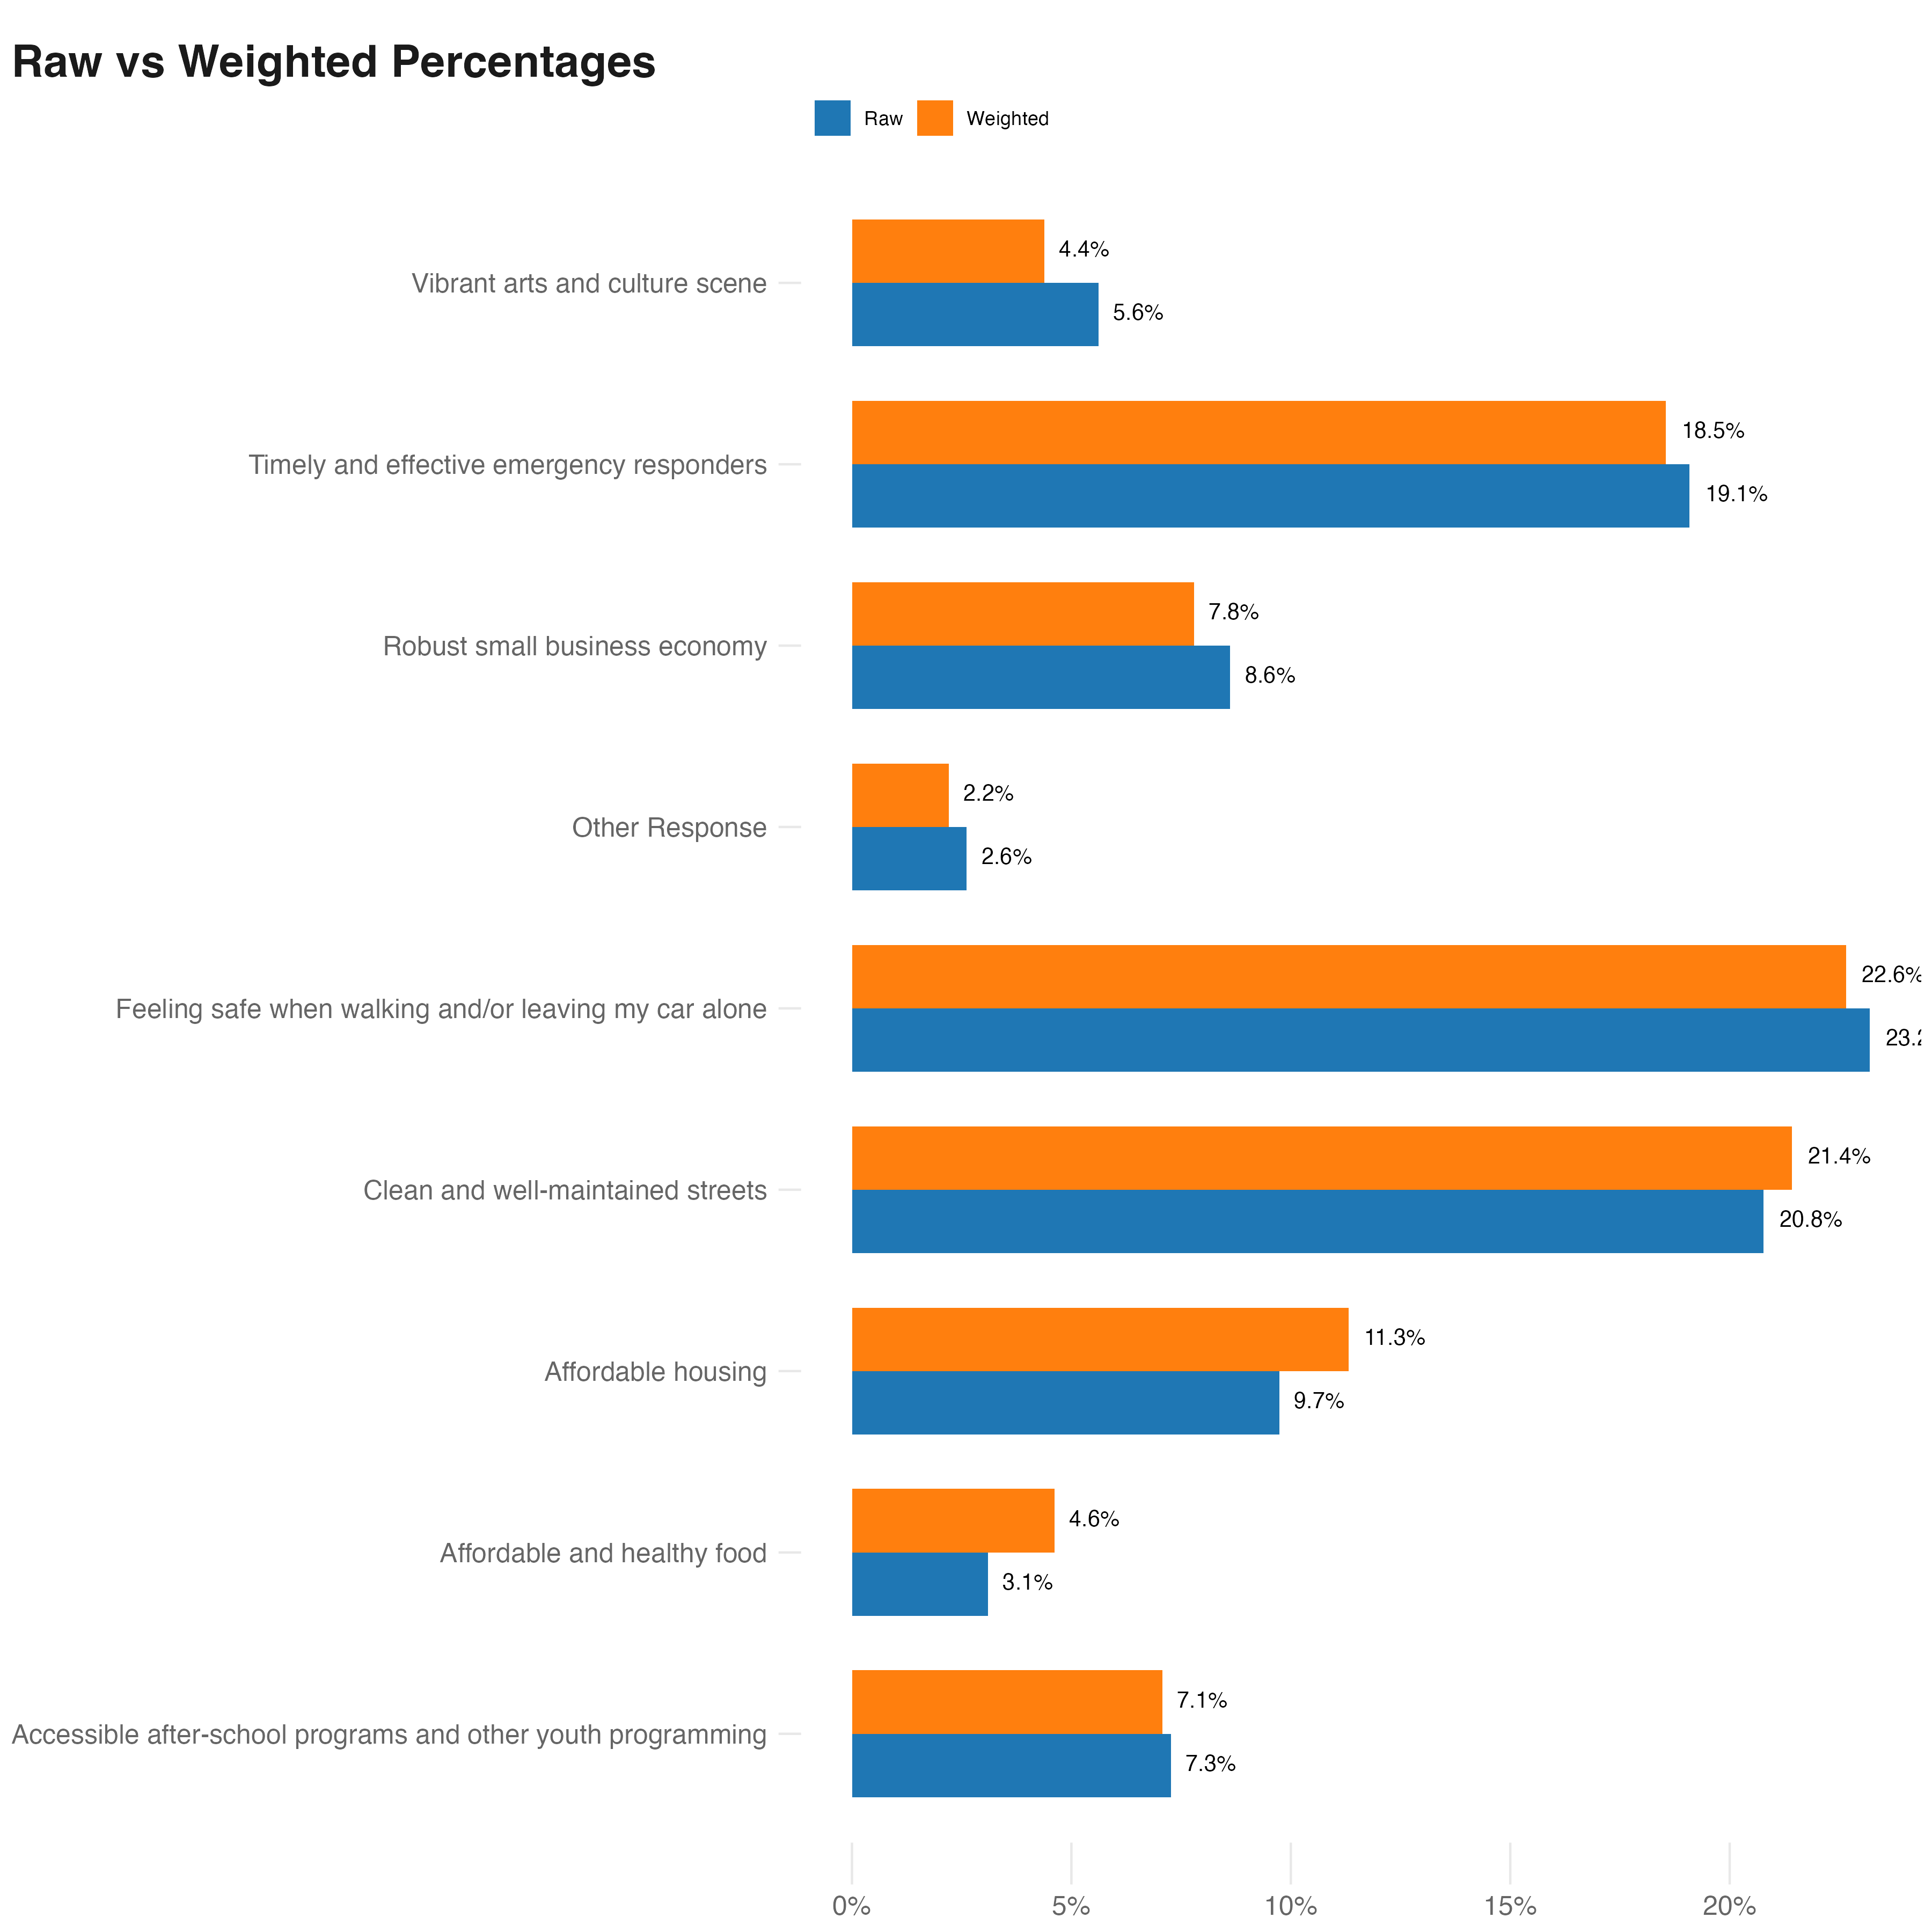 Raw vs Weighted Percentages
Raw Weighted
Vibrant arts and culture scene
4.4%
5.6%
Timely and effective emergency responders
18.5%
19.1%
Robust small business economy
7.8%
8.6%
Other Response
2.2%
2.6%
Feeling safe when walking and/or leaving my car alone
22.6%
23.2
Clean and well-maintained streets
21.4%
20.8%
Affordable housing
11.3%
9.7%
Affordable and healthy food
4.6%
3.1%
Accessible after-school programs and other youth programming
7.1%
7.3%
0% 5% 10% 15% 20%